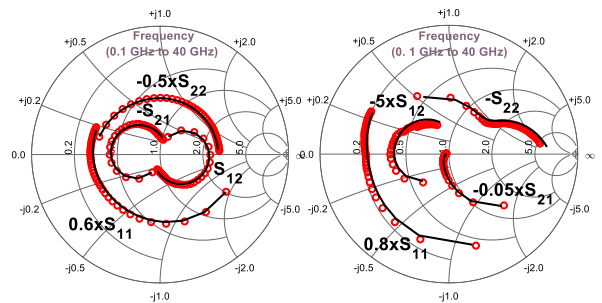 +j1.0
Frequency
(0.1 GHz to 40 GHz)
+j0.5
+j2.0
-0.5xS22
-S21
+j0.2
+j5.0
0.0
0.2
1.0
2.0
5.0
∞
S12
-j0.2
-j5.0
0.6xS11
-j0.5
-j2.0
-j1.0
+j1.0
Frequency
(0. 1 GHz to 40 GHz)
+j0.5
+j2.0
-5xS12
-S22
+j0.2
+j5.0
0.0
0.2
1.0
2.0
5.0
∞
-0.05xS21
-j0.2
-j5.0
0.8xS11
-j0.5
-j2.0
-j1.0